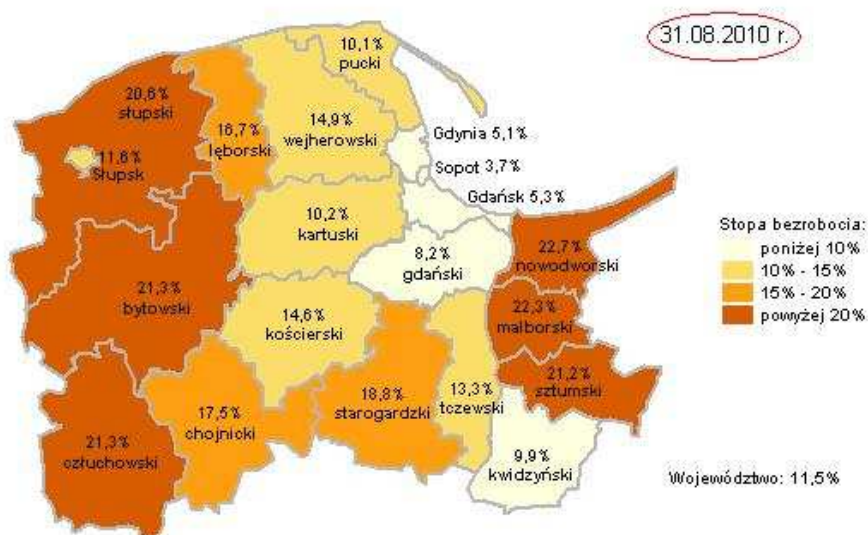 31.08.2010 r.
10,1%
pucki
20,6%
słupski
14,9%
wejherowski
16,7%
lęborski
Gdynia 5,1%
11,6%
Słupsk
Sopot 3,7%
Gdańsk 5,3%
10,2%
kartuski
Stopa bezrobocia:
poniżej 10%
10% - 15%
15% - 20%
powyżej 20%
8,2%
gdański
22,7%
nowodworski
21,3%
bytowski
22,3%
malborski
14,6%
kościerski
21,2%
sztumski
18,8%
starogardzki
13,3%
tczewski
17,5%
chojnicki
21,3%
człuchowski
9,9%
kwidzyński
Województwo: 11,5%